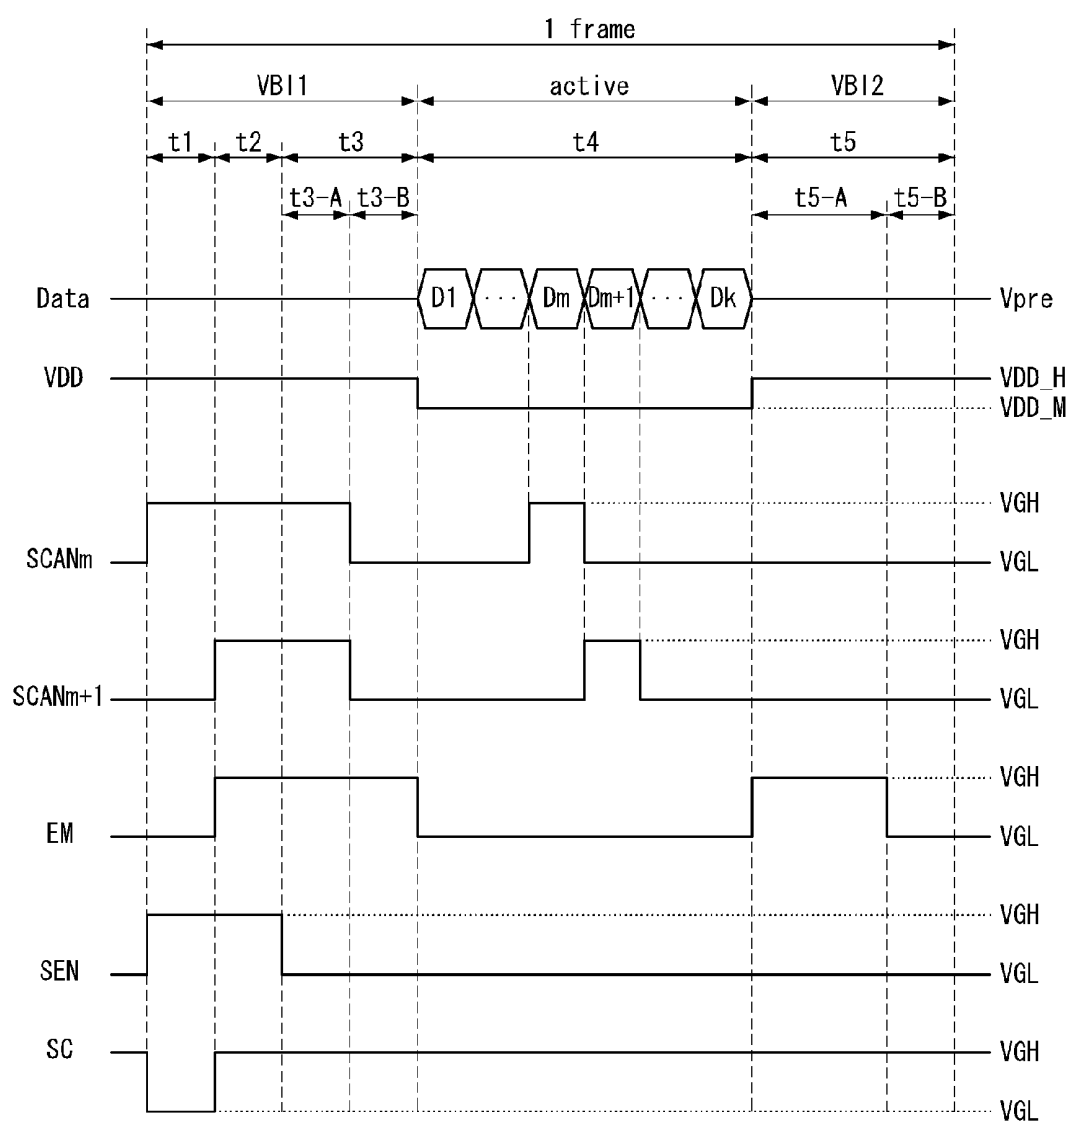 1 frame
VBI1 active VBI2
t1 t2 t3 t4 t5
t3-A t3-B t5-A t5-B
Data D1 ··· Dm Dm+1 ··· Dk Vpre
VDD VDD_H
VDD_M
VGH
SCANm VGL
VGH
SCANm+1 VGL
VGH
EM VGL
VGH
SEN VGL
SC VGH
VGL